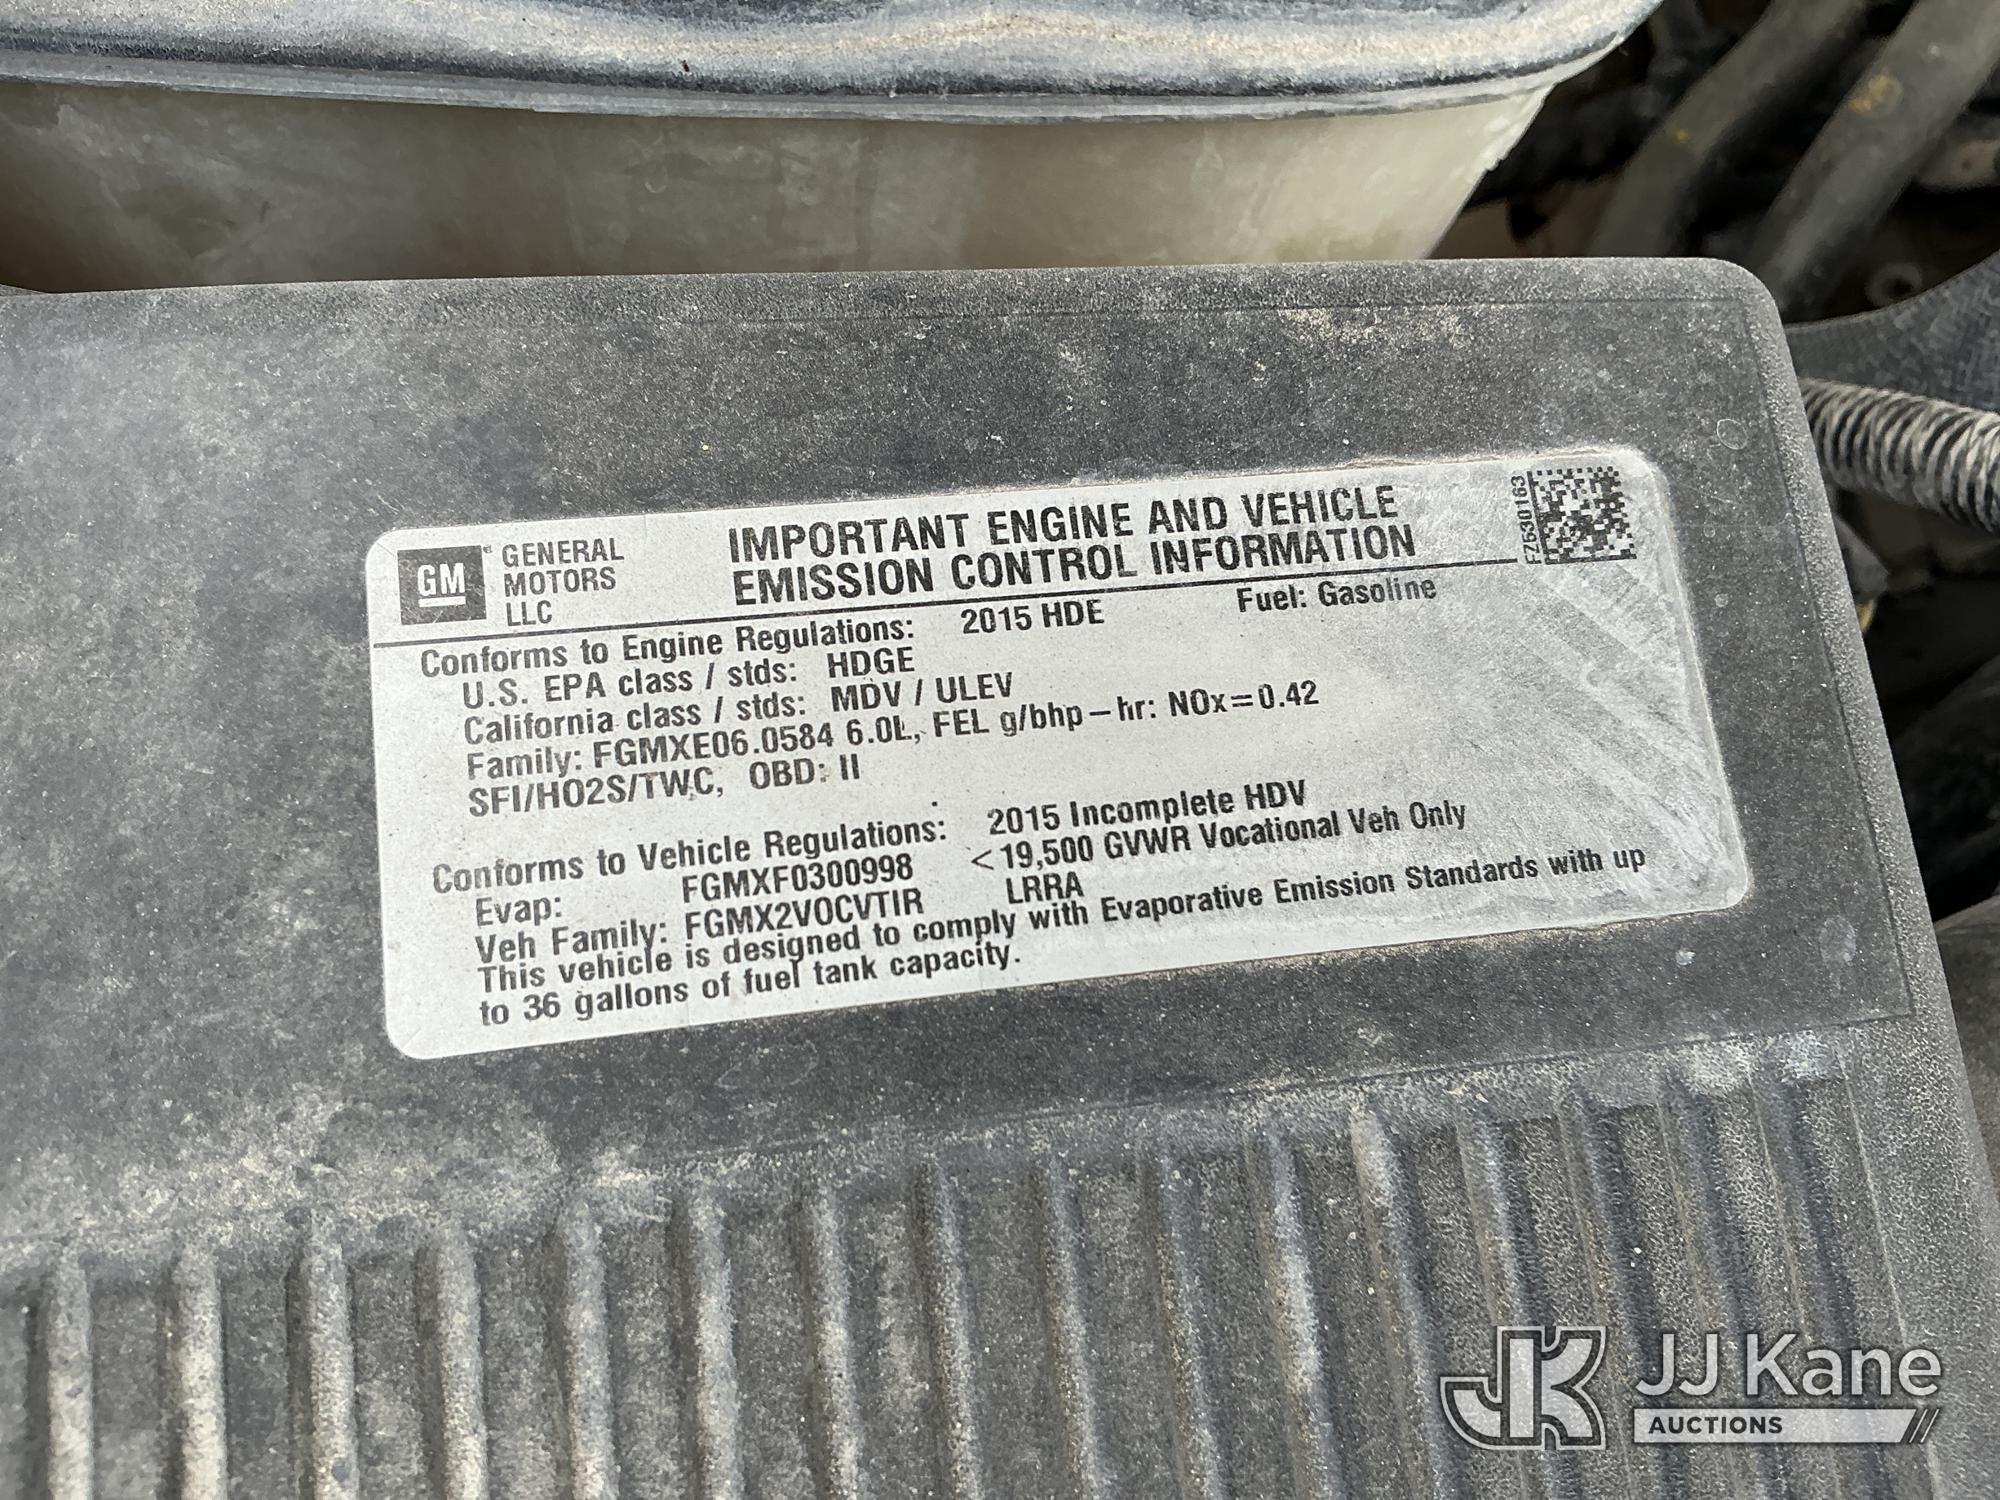 GM
GENERAL
MOTORS
LLC
IMPORTANT ENGINE AND VEHICLE
EMISSION CONTROL INFORMATION
FZ530163
Conforms to Engine Regulations: 2015 HDE Fuel: Gasoline
U.S. EPA class / stds: HDGE
California class / stds: MDV / ULEV
Family: FGMXE06.0584 6.0L, FEL g/bhp-hr: NOx=0.42
SFI/HO2S/TWC, OBD: II
Conforms to Vehicle Regulations: 2015 Incomplete HDV
Evap: FGMXF0300998 <19,500 GVWR Vocational Veh Only
Veh Family: FGMX2VOCVTIR LRRA
This vehicle is designed to comply with Evaporative Emission Standards with up
to 36 gallons of fuel tank capacity.
JK JJ Kane
AUCTIONS